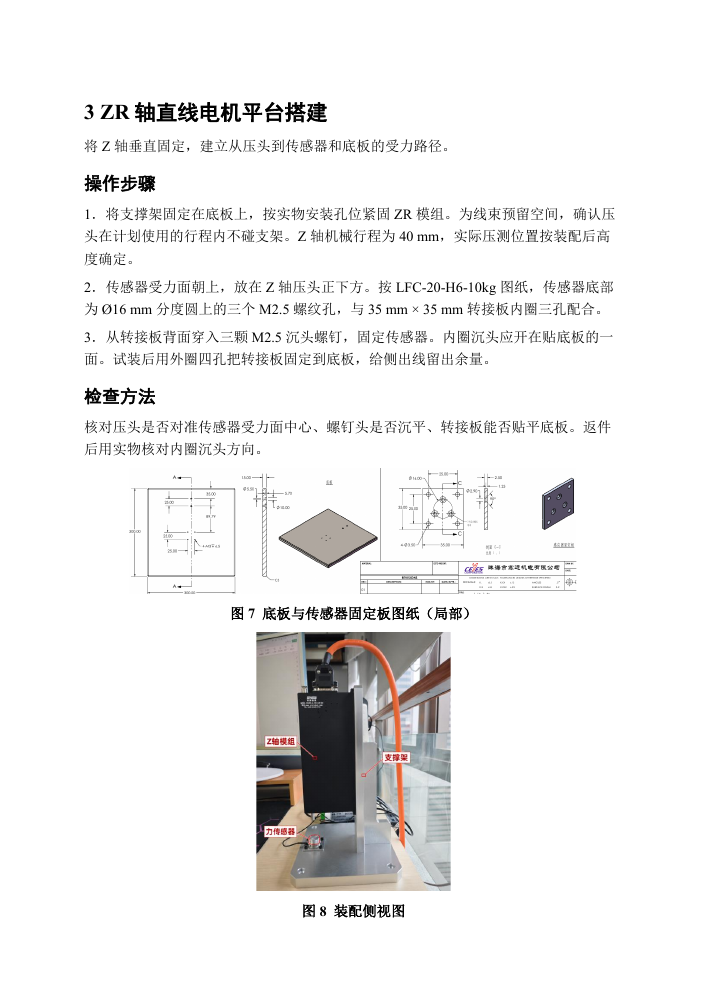 3 ZR 轴直线电机平台搭建
将 Z 轴垂直固定，建立从压头到传感器和底板的受力路径。
操作步骤
1．将支撑架固定在底板上，按实物安装孔位紧固 ZR 模组。为线束预留空间，确认压
头在计划使用的行程内不碰支架。Z 轴机械行程为 40 mm，实际压测位置按装配后高
度确定。
2．传感器受力面朝上，放在 Z 轴压头正下方。按 LFC-20-H6-10kg 图纸，传感器底部
为 Ø16 mm 分度圆上的三个 M2.5 螺纹孔，与 35 mm × 35 mm 转接板内圈三孔配合。
3．从转接板背面穿入三颗 M2.5 沉头螺钉，固定传感器。内圈沉头应开在贴底板的一
面。试装后用外圈四孔把转接板固定到底板，给侧出线留出余量。
检查方法
核对压头是否对准传感器受力面中心、螺钉头是否沉平、转接板能否贴平底板。返件
后用实物核对内圈沉头方向。
A
15.00
A
C
C
2.00
35.00
图 7 底板与传感器固定板图纸（局部）
Z轴模组
支撑架
力传感器
图 8 装配侧视图